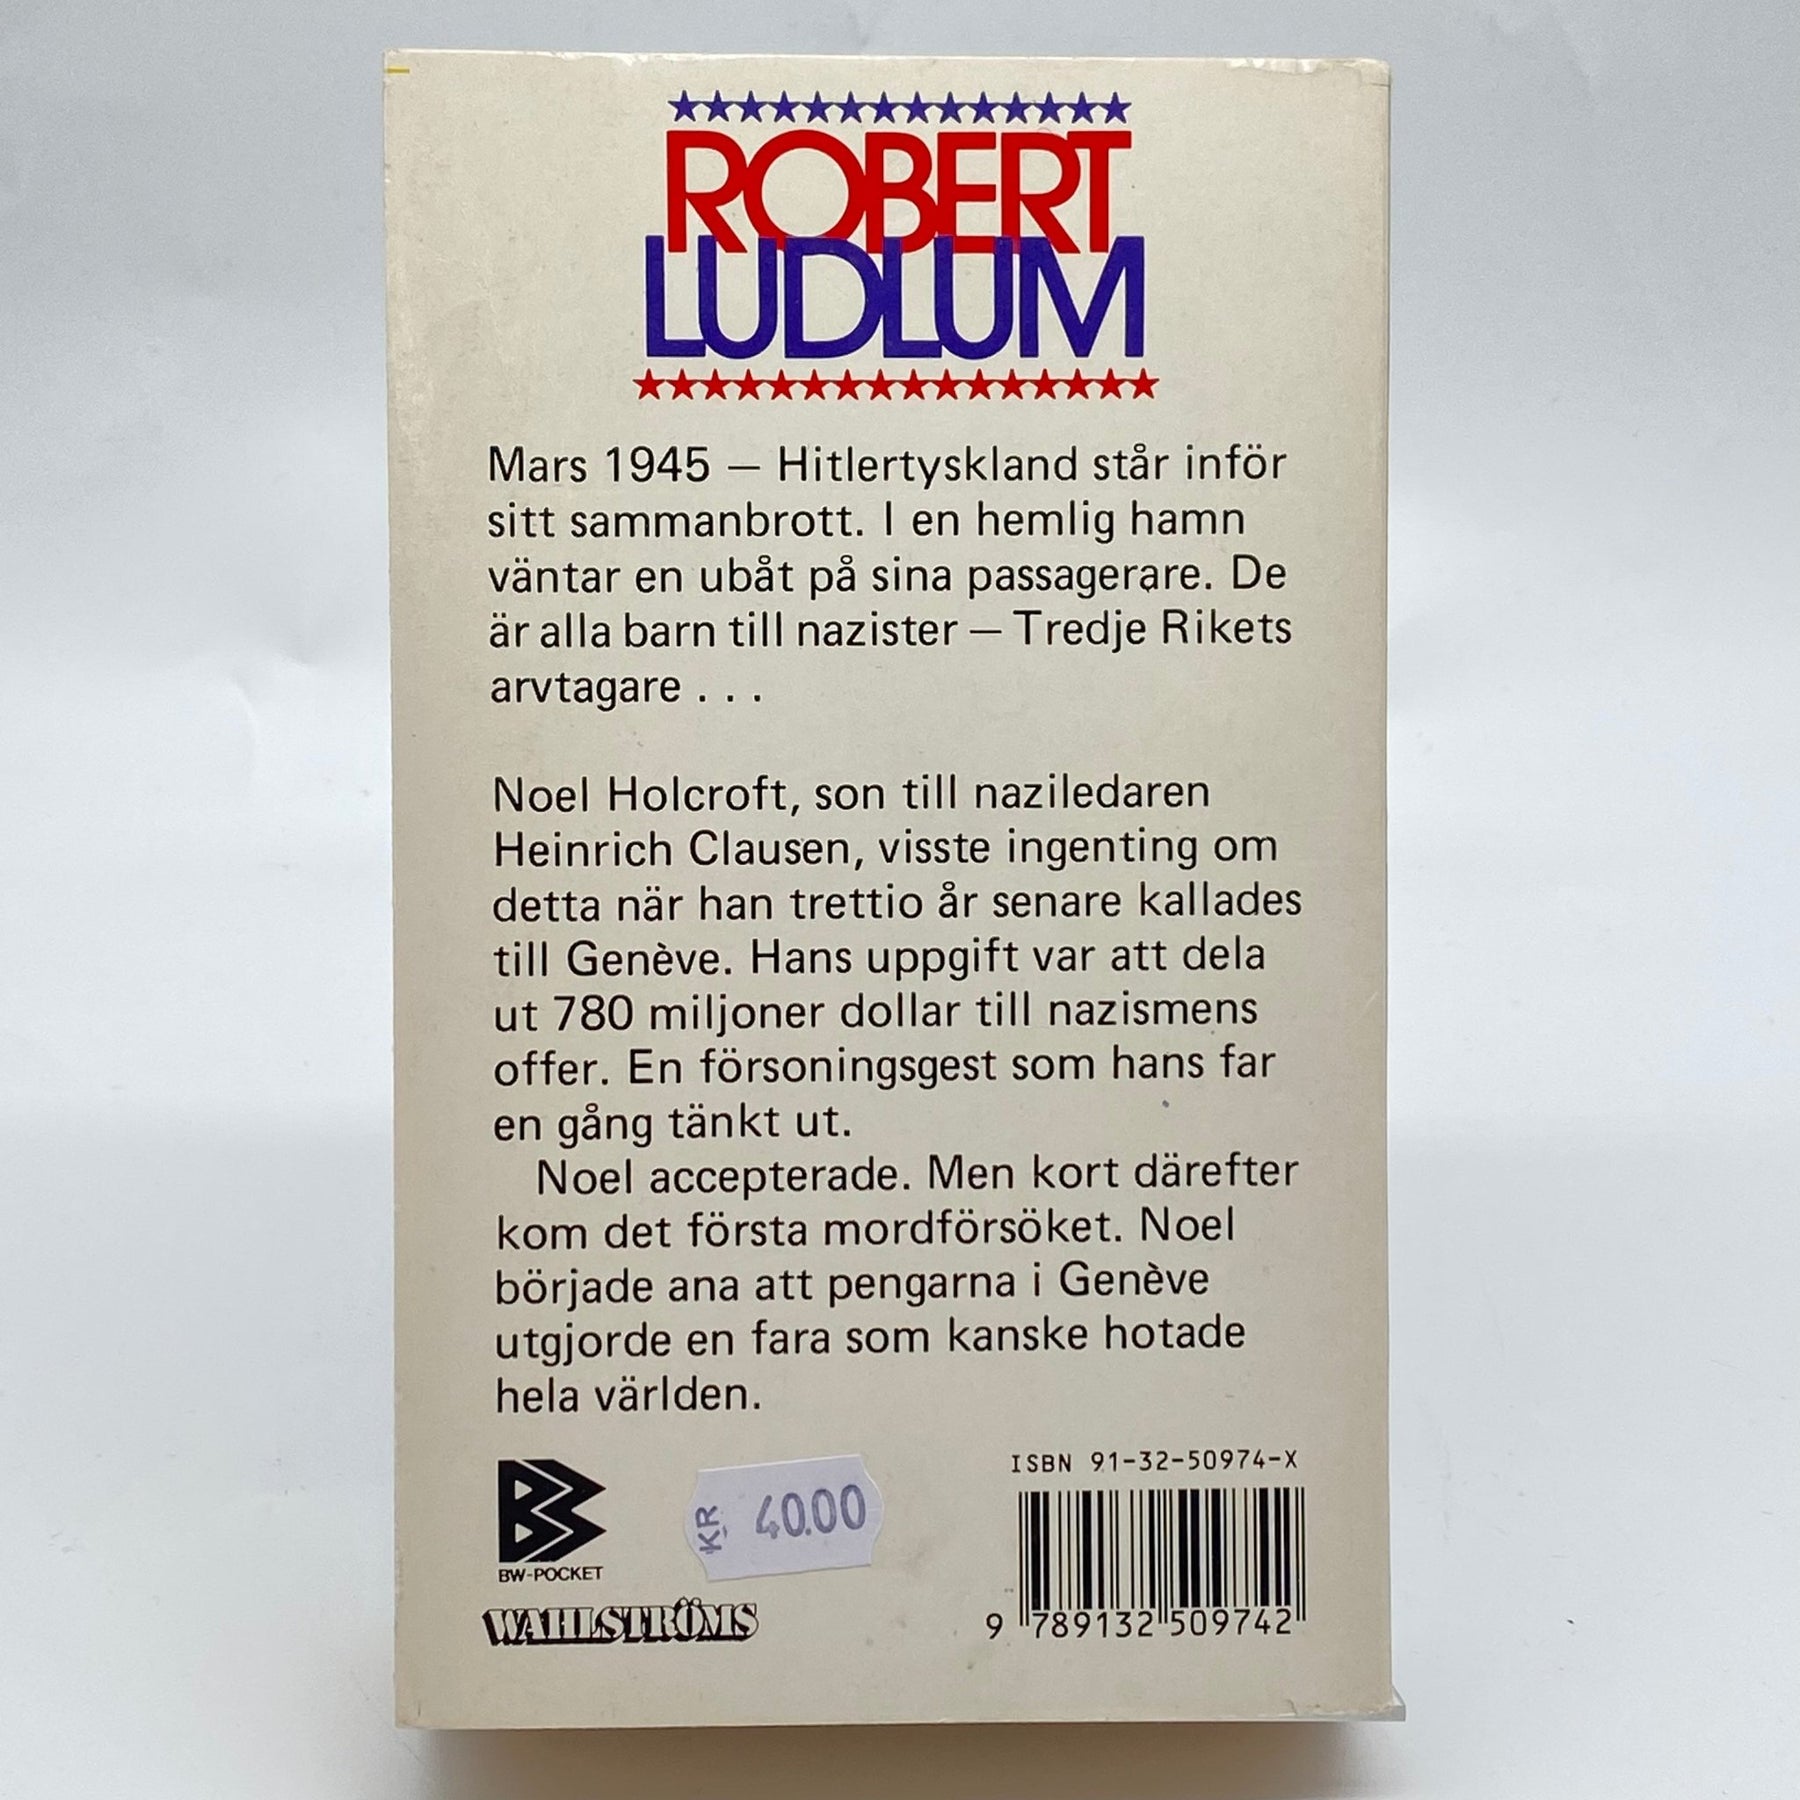 ROBERT
LUDLUM
Mars 1945 — Hitlertyskland står inför
sitt sammanbrott. I en hemlig hamn
väntar en ubåt på sina passagerare. De
är alla barn till nazister — Tredje Rikets
arvtagare . . .
Noel Holcroft, son till naziledaren
Heinrich Clausen, visste ingenting om
detta när han trettio år senare kallades
till Genève. Hans uppgift var att dela
ut 780 miljoner dollar till nazismens
offer. En försoningsgest som hans far
en gång tänkt ut.
Noel accepterade. Men kort därefter
kom det första mordförsöket. Noel
började ana att pengarna i Genève
utgjorde en fara som kanske hotade
hela världen.
BW-POCKET
WAHLSTRÖMS
KR 40.00
ISBN 91-32-50974-X
9 789132 509742